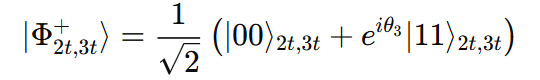 |Φ⁺₂ₜ,₃ₜ⟩ = 1/√2 (|00⟩₂ₜ,₃ₜ + e^{iθ₃}|11⟩₂ₜ,₃ₜ)